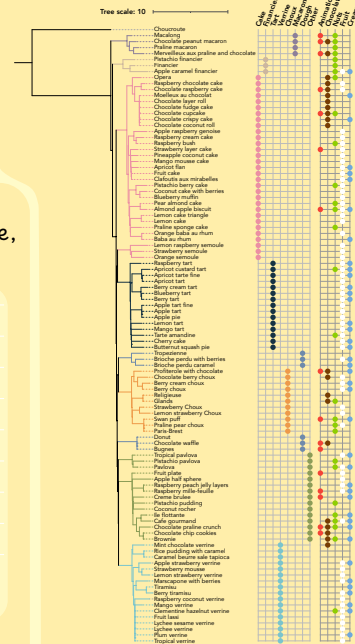 Tree scale: 10
Cake
Tart
Verrine
Choux
Macaron
Dough
Other
Fruit
Choucroute
Macalong
Chocolate peanut macaron
Praline macaron
Merveilleux aux praline and chocolate
Pistachio financier
Financier
Apple caramel financier
Opera
Raspberry chocolate cake
Chocolate raspberry cake
Moelleux au chocolat
Chocolate layer roll
Chocolate fudge cake
Chocolate cupcake
Chocolate crispy cake
Chocolate coconut roll
Apple raspberry genoise
Raspberry cream cake
Raspberry bush
Strawberry layer cake
Pineapple coconut cake
Mango mousse cake
Apricot flan
Fruit cake
Clafoutis aux mirabelles
Pistachio berry cake
Coconut cake with berries
Blueberry muffin
Pear almond cake
Almond apple biscuit
Lemon cake triangle
Lemon cake
Praline sponge cake
Orange baba au rhum
Baba au rhum
Lemon raspberry semoule
Strawberry semoule
Orange semoule
Raspberry tart
Apricot custard tart
Apricot tarte fine
Apricot tart
Berry cream tart
Blueberry tart
Berry tart
Apple tart fine
Apple tart
Apple pie
Lemon tart
Mango tart
Tarte amandine
Cherry cake
Butternut squash pie
Tropezienne
Brioche perdu with berries
Brioche perdu caramel
Profiterole with chocolate
Chocolate berry choux
Berry cream choux
Berry choux
Religieuse
Glands
Strawberry Choux
Lemon strawberry Choux
Swan puff
Praline pear choux
Paris-Brest
Donut
Chocolate waffle
Bugnes
Tropical pavlova
Pistachio pavlova
Pavlova
Fruit plate
Apple half sphere
Raspberry peach jelly layers
Raspberry mille-feuille
Creme brulee
Pistachio pudding
Coconut rocher
Ile flottante
Cafe gourmand
Chocolate praline crunch
Chocolate chip cookies
Brownie
Mint chocolate verrine
Rice pudding with caramel
Caramel beurre sale tapioca
Apple strawberry verrine
Strawberry mousse
Lemon strawberry verrine
Marscapone with berries
Tiramisu
Berry tiramisu
Raspberry coconut verrine
Mango verrine
Clementine hazelnut verrine
Fruit lassi
Lychee sesame verrine
Lychee verrine
Plum verrine
Tropical verrine
e,